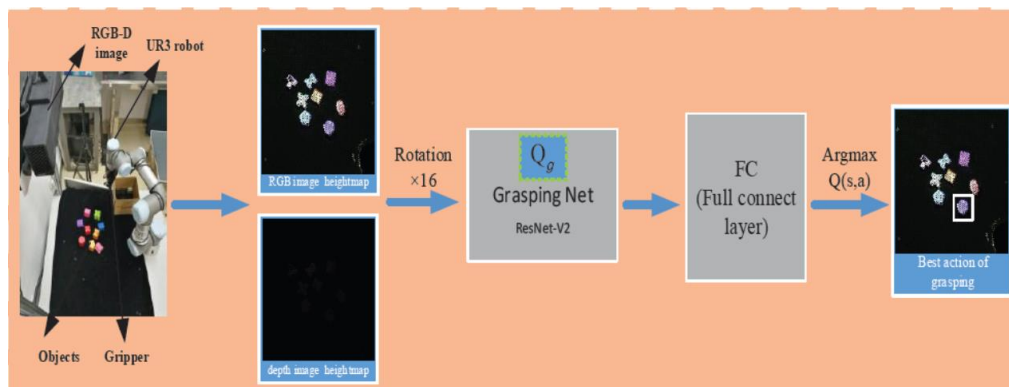 RGB-D
image
UR3 robot
Objects
Gripper
RGB image heightmap
depth image heightmap
Rotation
×16
Qg
Grasping Net
ResNet-V2
FC
(Full connect
layer)
Argmax
Q(s,a)
Best action of
grasping